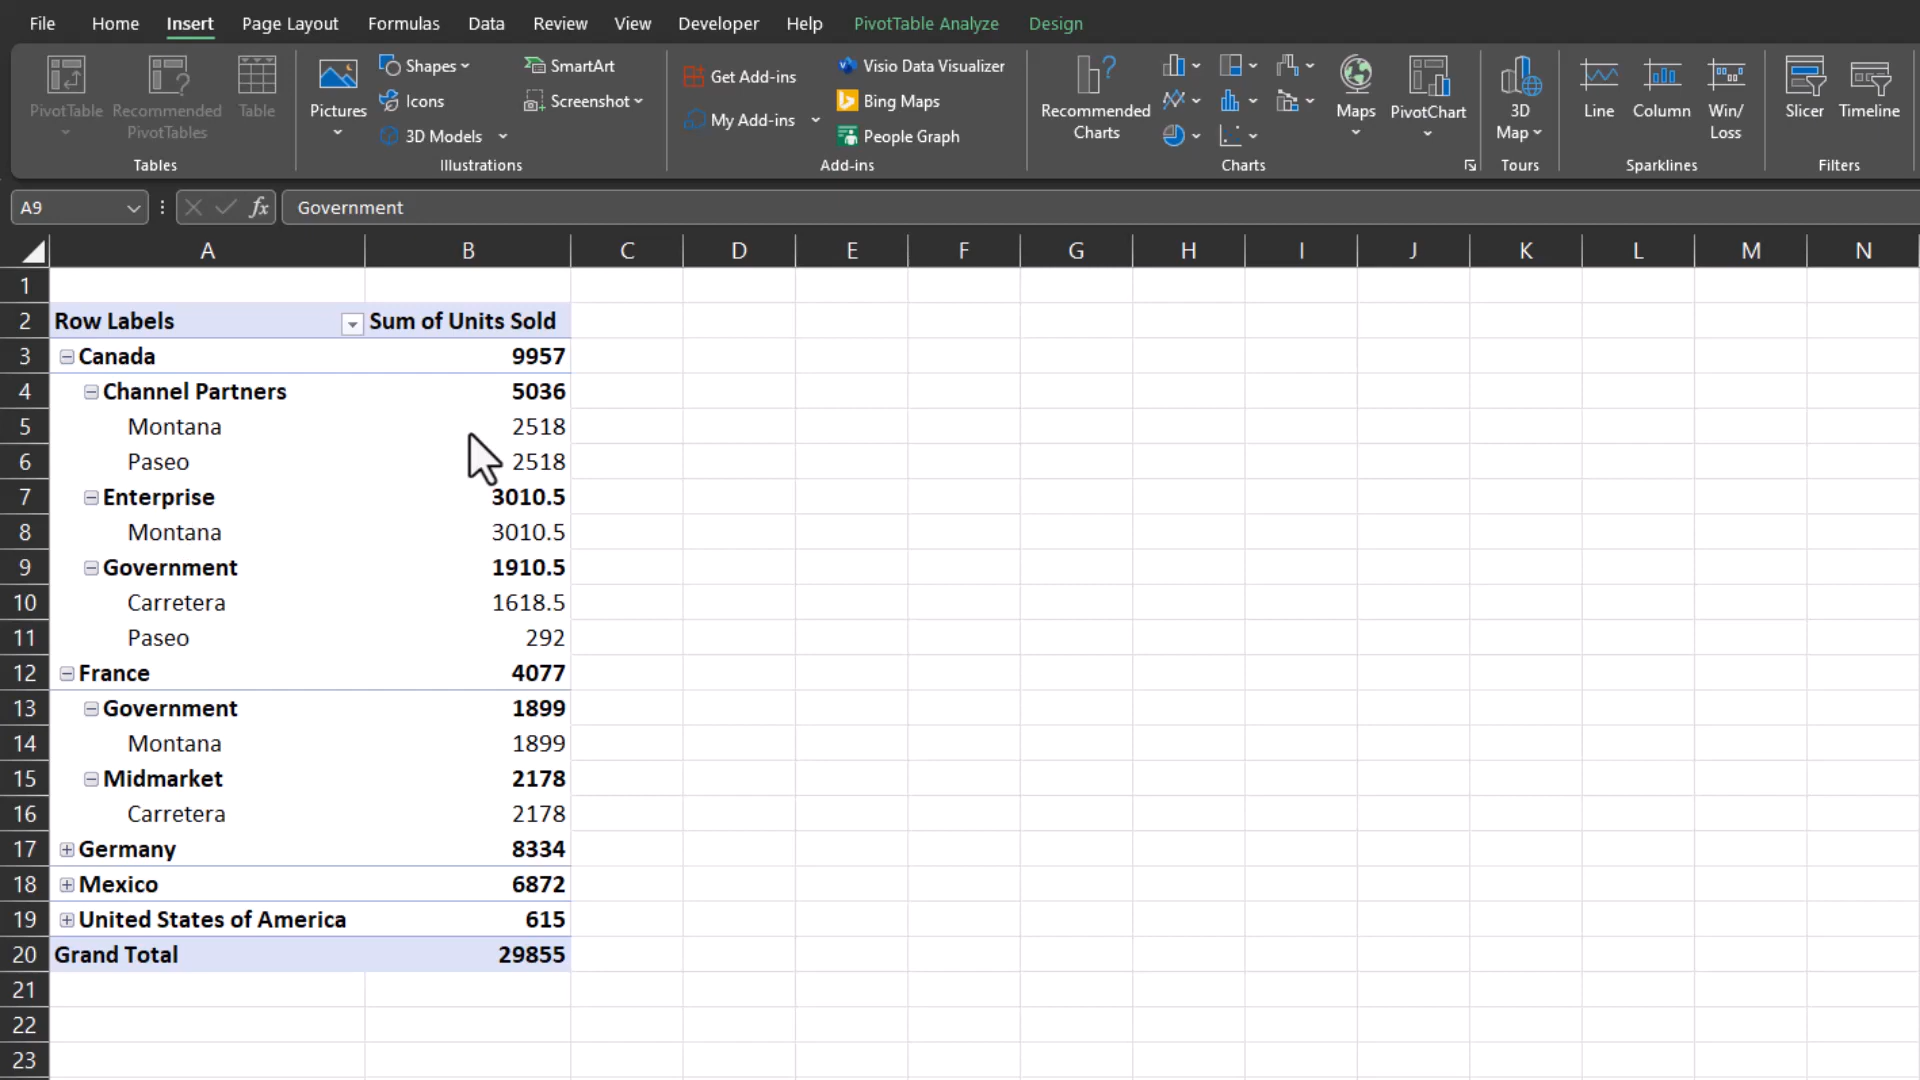 File Home Insert Page Layout Formulas Data Review View Developer Help PivotTable Analyze Design
PivotTable
Recommended
PivotTables
Table
Tables
Pictures
Shapes
Icons
3D Models
SmartArt
Screenshot
Illustrations
Get Add-ins
My Add-ins
Visio Data Visualizer
Bing Maps
People Graph
Add-ins
Recommended
Charts
Maps
PivotChart
Charts
3D
Map
Tours
Line
Column
Win/
Loss
Sparklines
Slicer
Timeline
Filters
A9 fx Government
A B C D E F G H I J K L M N
1
2 Row Labels Sum of Units Sold
3 Canada 9957
4 Channel Partners 5036
5 Montana 2518
6 Paseo 2518
7 Enterprise 3010.5
8 Montana 3010.5
9 Government 1910.5
10 Carretera 1618.5
11 Paseo 292
12 France 4077
13 Government 1899
14 Montana 1899
15 Midmarket 2178
16 Carretera 2178
17 Germany 8334
18 Mexico 6872
19 United States of America 615
20 Grand Total 29855
21
22
23